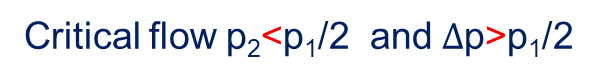 Critical flow p₂<p₁/2 and Δp>p₁/2